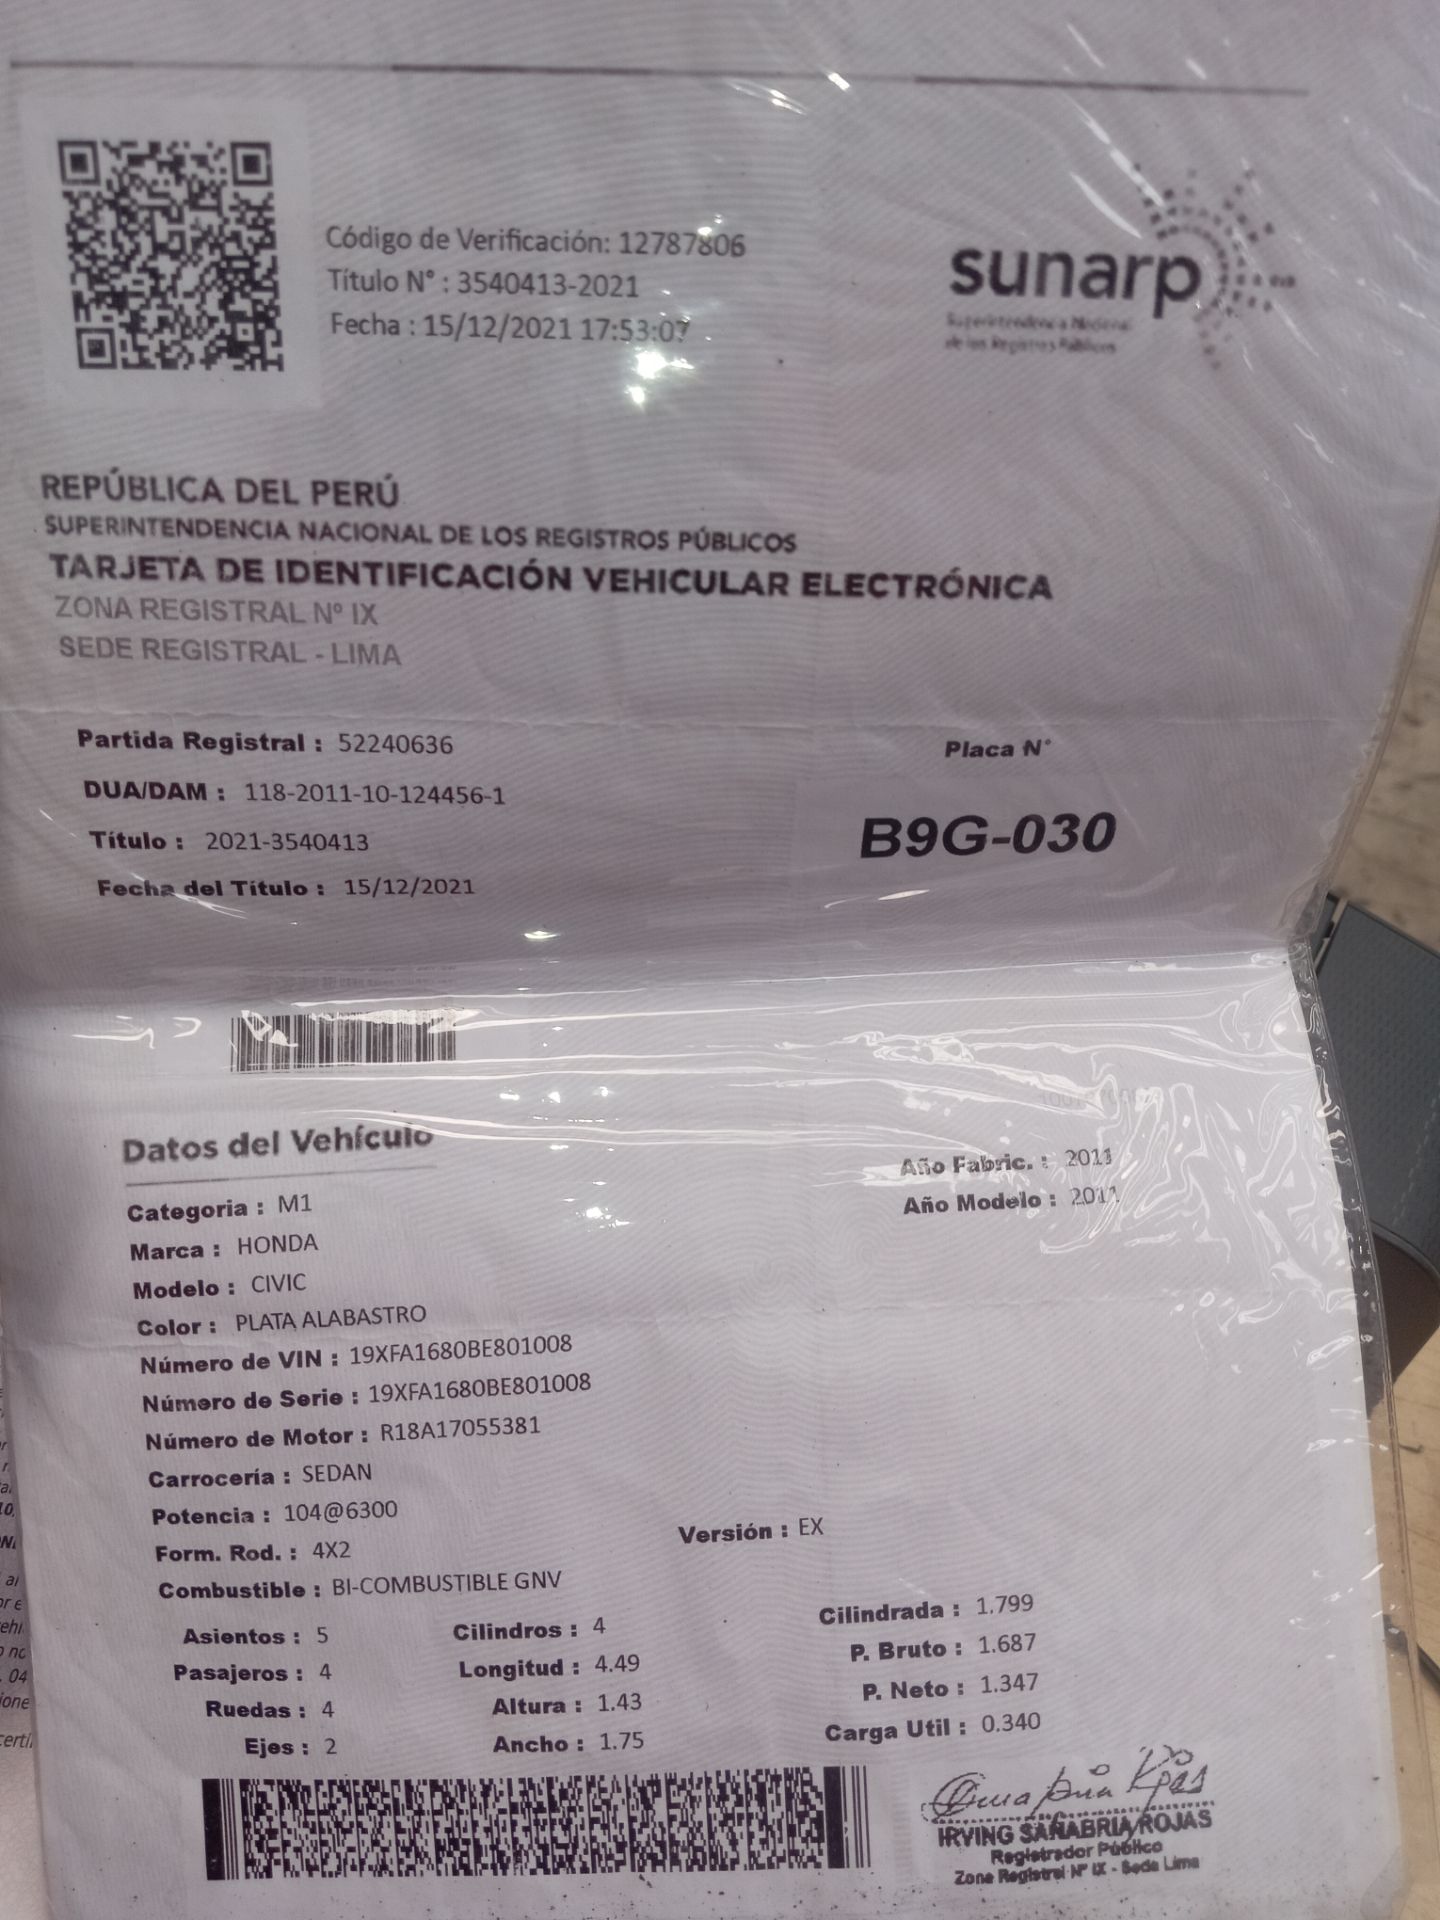 Código de Verificación: 12787806
Título N° : 3540413-2021
Fecha : 15/12/2021 17:53:07
sunarp
Superintendencia Nacional
de los Registros Públicos
REPÚBLICA DEL PERÚ
SUPERINTENDENCIA NACIONAL DE LOS REGISTROS PÚBLICOS
TARJETA DE IDENTIFICACIÓN VEHICULAR ELECTRÓNICA
ZONA REGISTRAL Nº IX
SEDE REGISTRAL - LIMA
Partida Registral : 52240636
DUA/DAM : 118-2011-10-124456-1
Título : 2021-3540413
Fecha del Título : 15/12/2021
Placa N°
B9G-030
Datos del Vehículo
Año Fabric. : 2011
Año Modelo : 2011
Categoria : M1
Marca : HONDA
Modelo : CIVIC
Color : PLATA ALABASTRO
Número de VIN : 19XFA1680BE801008
Número de Serie : 19XFA1680BE801008
Número de Motor : R18A17055381
Carrocería : SEDAN
Potencia : 104@6300
Form. Rod. : 4X2
Versión : EX
Combustible : BI-COMBUSTIBLE GNV
Asientos : 5
Pasajeros : 4
Ruedas : 4
Ejes : 2
Cilindros : 4
Longitud : 4.49
Altura : 1.43
Ancho : 1.75
Cilindrada : 1.799
P. Bruto : 1.687
P. Neto : 1.347
Carga Util : 0.340
IRVING SAÑABRIA ROJAS
Registrador Público
Zona Registral Nº IX - Sede Lima